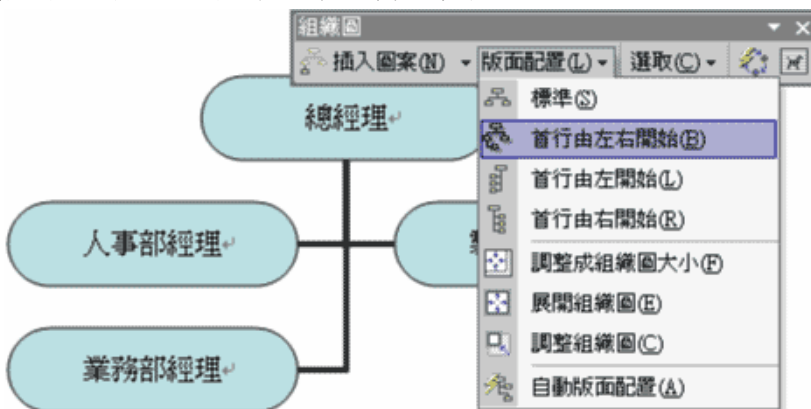 組織圖
插入圖案(N) 版面配置(L) 選取(C)
標準(S)
總經理
首行由左右開始(B)
首行由左開始(L)
首行由右開始(R)
人事部經理
調整成組織圖大小(F)
展開組織圖(E)
調整組織圖(C)
業務部經理
自動版面配置(A)